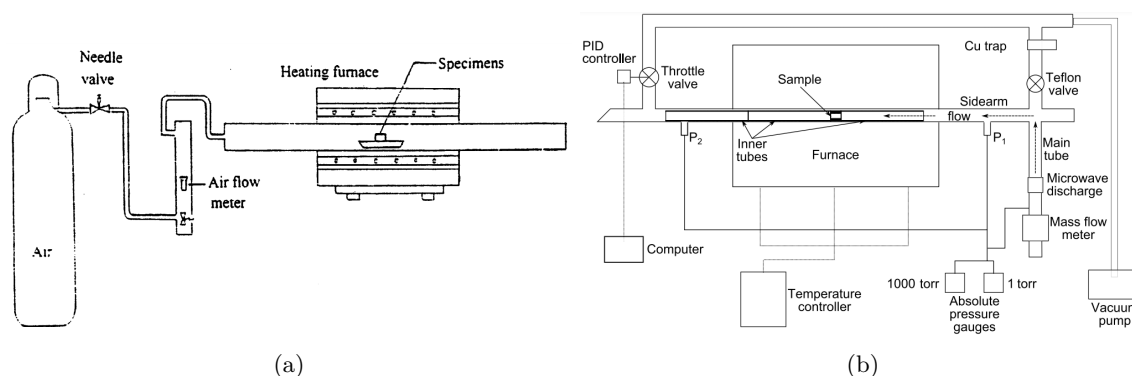 Needle
valve
Heating furnace
Specimens
Air flow
meter
Air
(a)
PID
controller
Throttle
valve
Sample
Cu trap
Teflon
valve
Sidearm
flow
P2
Inner
tubes
Furnace
P1
Main
tube
Microwave
discharge
Mass flow
meter
Computer
Temperature
controller
1000 torr
1 torr
Absolute
pressure
gauges
Vacuum
pump
(b)